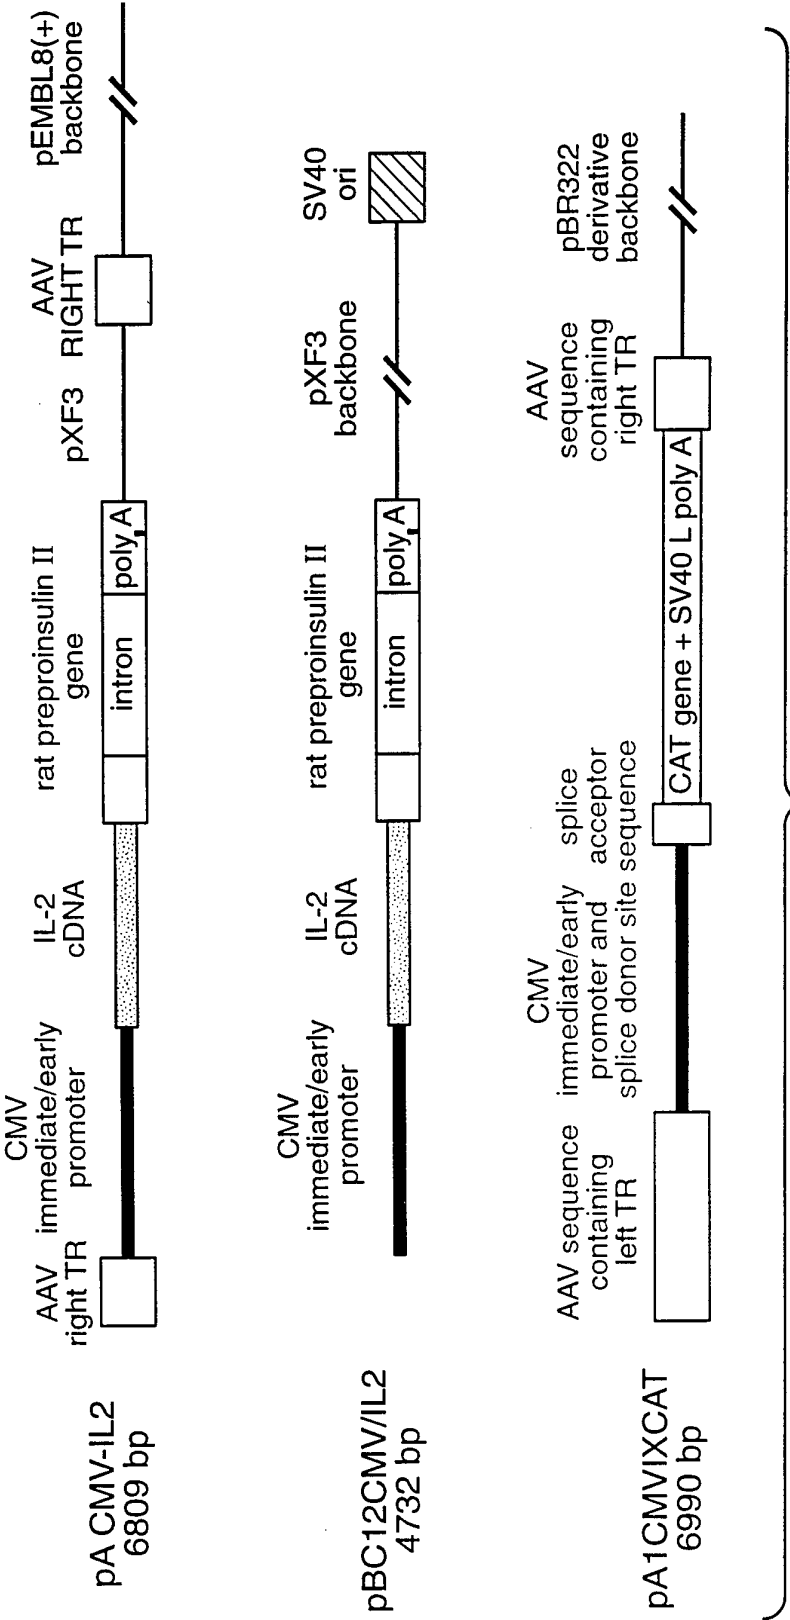 pA CMV-IL2
6809 bp
AAV
right TR
CMV
immediate/early
promoter
IL-2
cDNA
rat preproinsulin II
gene
intron
poly A
pXF3
AAV
RIGHT TR
pEMBL8(+)
backbone
pBC12CMV/IL2
4732 bp
CMV
immediate/early
promoter
IL-2
cDNA
rat preproinsulin II
gene
intron
poly A
pXF3
backbone
SV40
ori
pA1CMVIXCAT
6990 bp
AAV sequence
containing
left TR
CMV
immediate/early
promoter and
splice donor site
splice
acceptor
sequence
CAT gene + SV40 L poly A
AAV
sequence
containing
right TR
pBR322
derivative
backbone